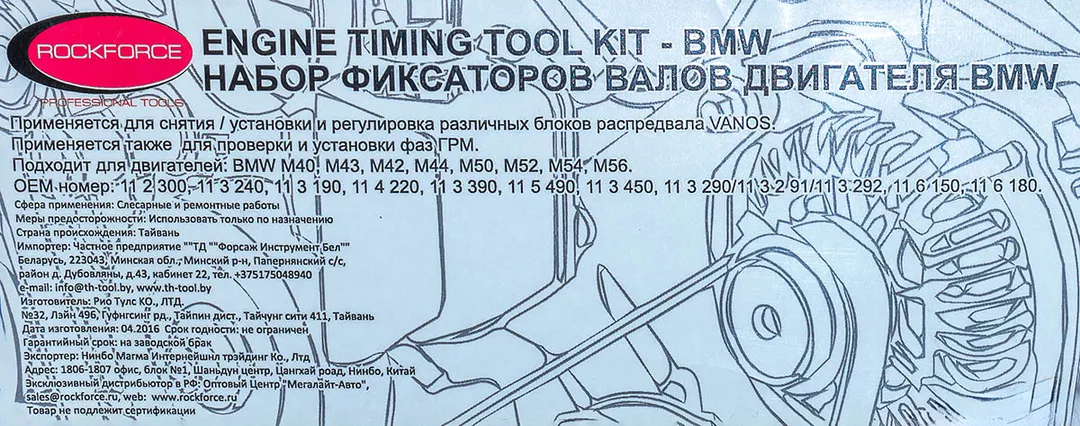 ROCKFORCE
PROFESSIONAL TOOLS
ENGINE TIMING TOOL KIT - BMW
НАБОР ФИКСАТОРОВ ВАЛОВ ДВИГАТЕЛЯ BMW
Применяется для снятия / установки и регулировка различных блоков распредвала VANOS.
Применяется также для проверки и установки фаз ГРМ.
Подходит для двигателей: BMW M40, M43, M42, M44, M50, M52, M54, M56.
OEM номер: 11 2 300, 11 3 240, 11 3 190, 11 4 220, 11 3 390, 11 5 490, 11 3 450, 11 3 290/11 3 2 91/11 3 292, 11 6 150, 11 6 180.
Сфера применения: Слесарные и ремонтные работы
Меры предосторожности: Использовать только по назначению
Страна происхождения: Тайвань
Импортер: Частное предприятие ""ТД ""Форсаж Инструмент Бел""
Беларусь, 223043, Минская обл., Минский р-н, Папернянский с/с,
район д. Дубовляны, д.43, кабинет 22, тел. +375175048940
e-mail: info@th-tool.by, www.th-tool.by
Изготовитель: Рио Тулс КО., ЛТД.
№32, Лэйн 496, Гуфнгсинг рд., Тайпин дист., Тайчунг сити 411, Тайвань
Дата изготовления: 04.2016 Срок годности: не ограничен
Гарантийный срок: на заводской брак
Экспортер: Нинбо Магма Интернейшнл трэйдинг Ко., Лтд
Адрес: 1806-1807 офис, блок №1, Шаньдун центр, Цангхай роад, Нинбо, Китай
Эксклюзивный дистрибьютор в РФ: Оптовый Центр "Мегалайт-Авто",
sales@rockforce.ru, web: www.rockforce.ru
Товар не подлежит сертификации